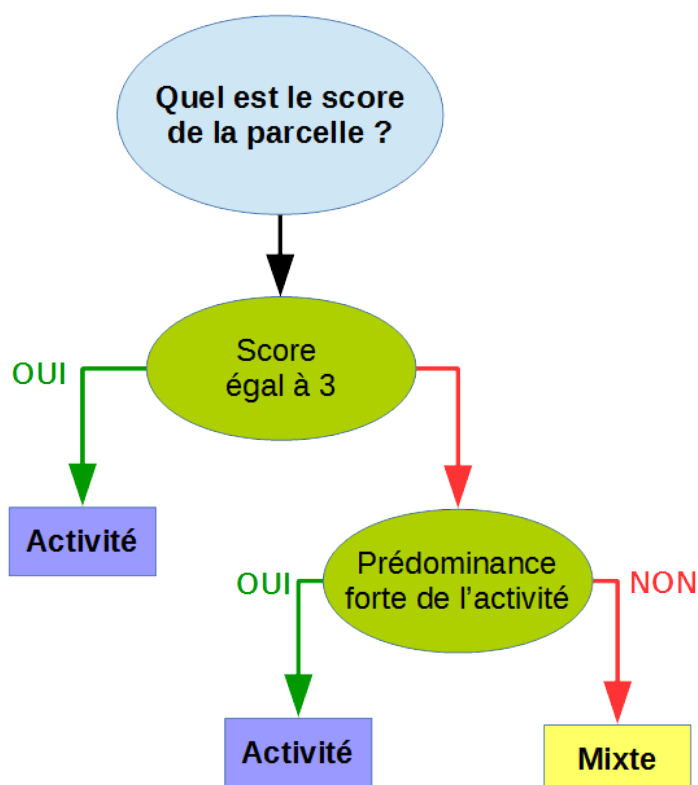 Quel est le score
de la parcelle ?
Score
égal à 3
OUI
Activité
Prédominance
forte de l’activité
OUI
NON
Activité
Mixte